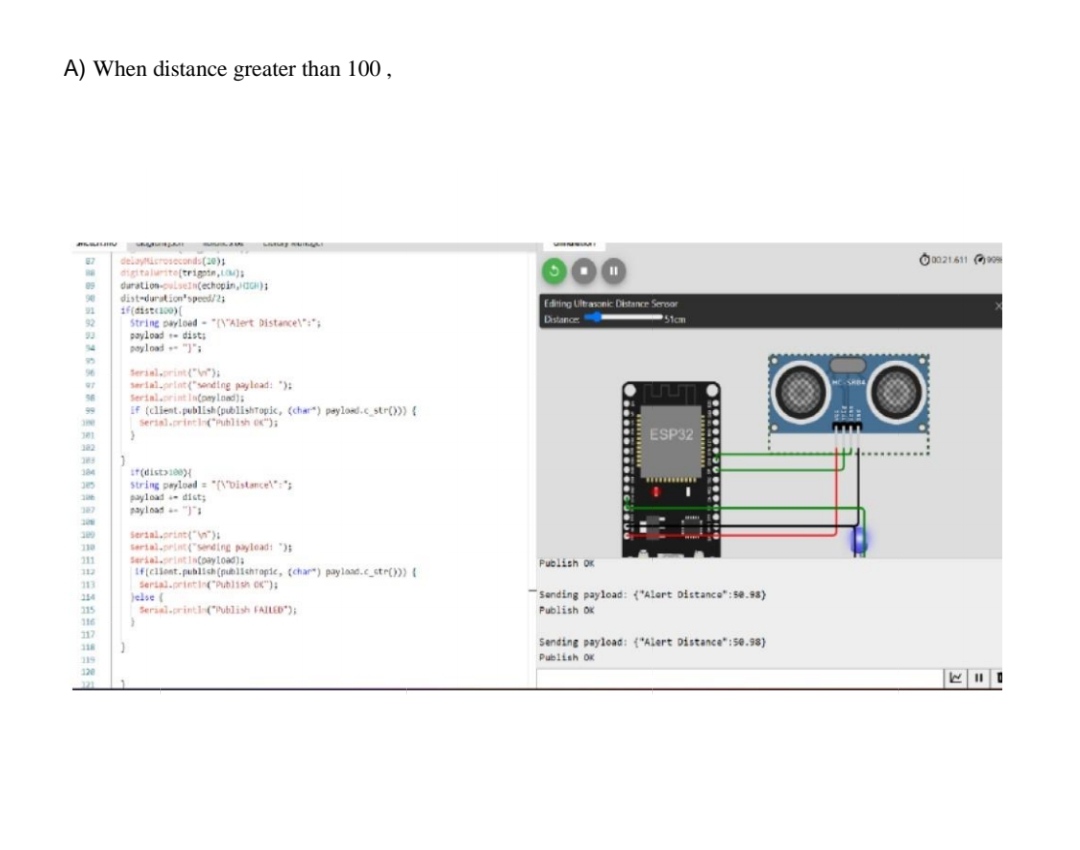 A) When distance greater than 100 ,
87 delayMicroseconds(20);
88 digitalWrite(trigpin,LOW);
89 duration=pulseIn(echopin,HIGH);
90 dist=duration*speed/2;
91 if(dist<100){
92 String payload = "{\"Alert Distance\":";
93 payload += dist;
94 payload += "}";
95
96 Serial.print("\n");
97 Serial.print("Sending payload: ");
98 Serial.println(payload);
99 if (client.publish(publishTopic, (char*) payload.c_str())) {
100 Serial.println("Publish OK");
101 }
102
103 }
104 if(dist>100){
105 String payload = "{\"Distance\":";
106 payload += dist;
107 payload += "}";
108
109 Serial.print("\n");
110 Serial.print("Sending payload: ");
111 Serial.println(payload);
112 if(client.publish(publishTopic, (char*) payload.c_str())) {
113 Serial.println("Publish OK");
114 }else {
115 Serial.println("Publish FAILED");
116 }
117
118 }
119
120
121 }
00:21.611
Editing Ultrasonic Distance Sensor
Distance: 51cm
HC-SR04
ESP32
Publish OK
Sending payload: {"Alert Distance":50.98}
Publish OK
Sending payload: {"Alert Distance":50.98}
Publish OK